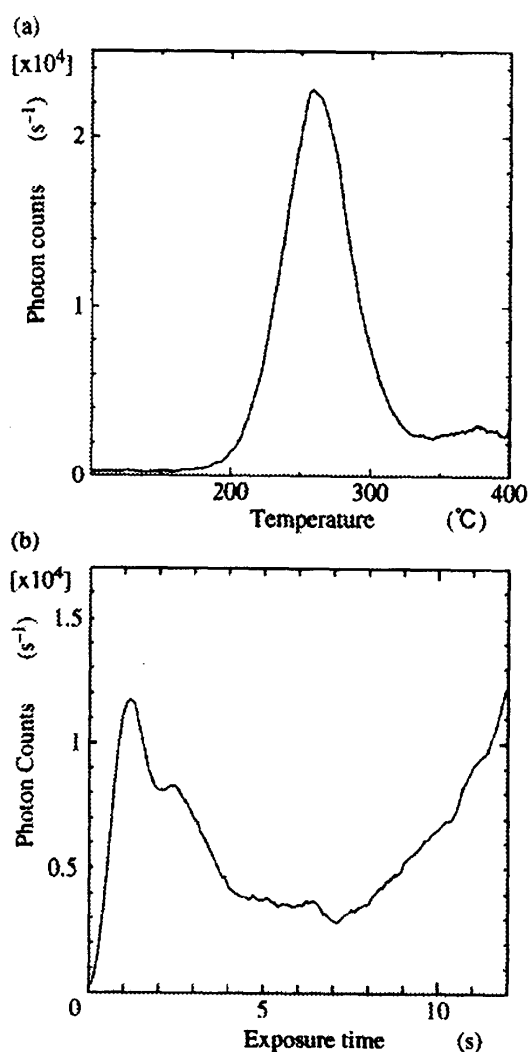 (a)
[x10⁴]
Photon counts (s⁻¹)
2
1
0
200 300 400
Temperature (℃)
(b)
[x10⁴]
Photon Counts (s⁻¹)
1.5
1
0.5
0
0 5 10
Exposure time (s)